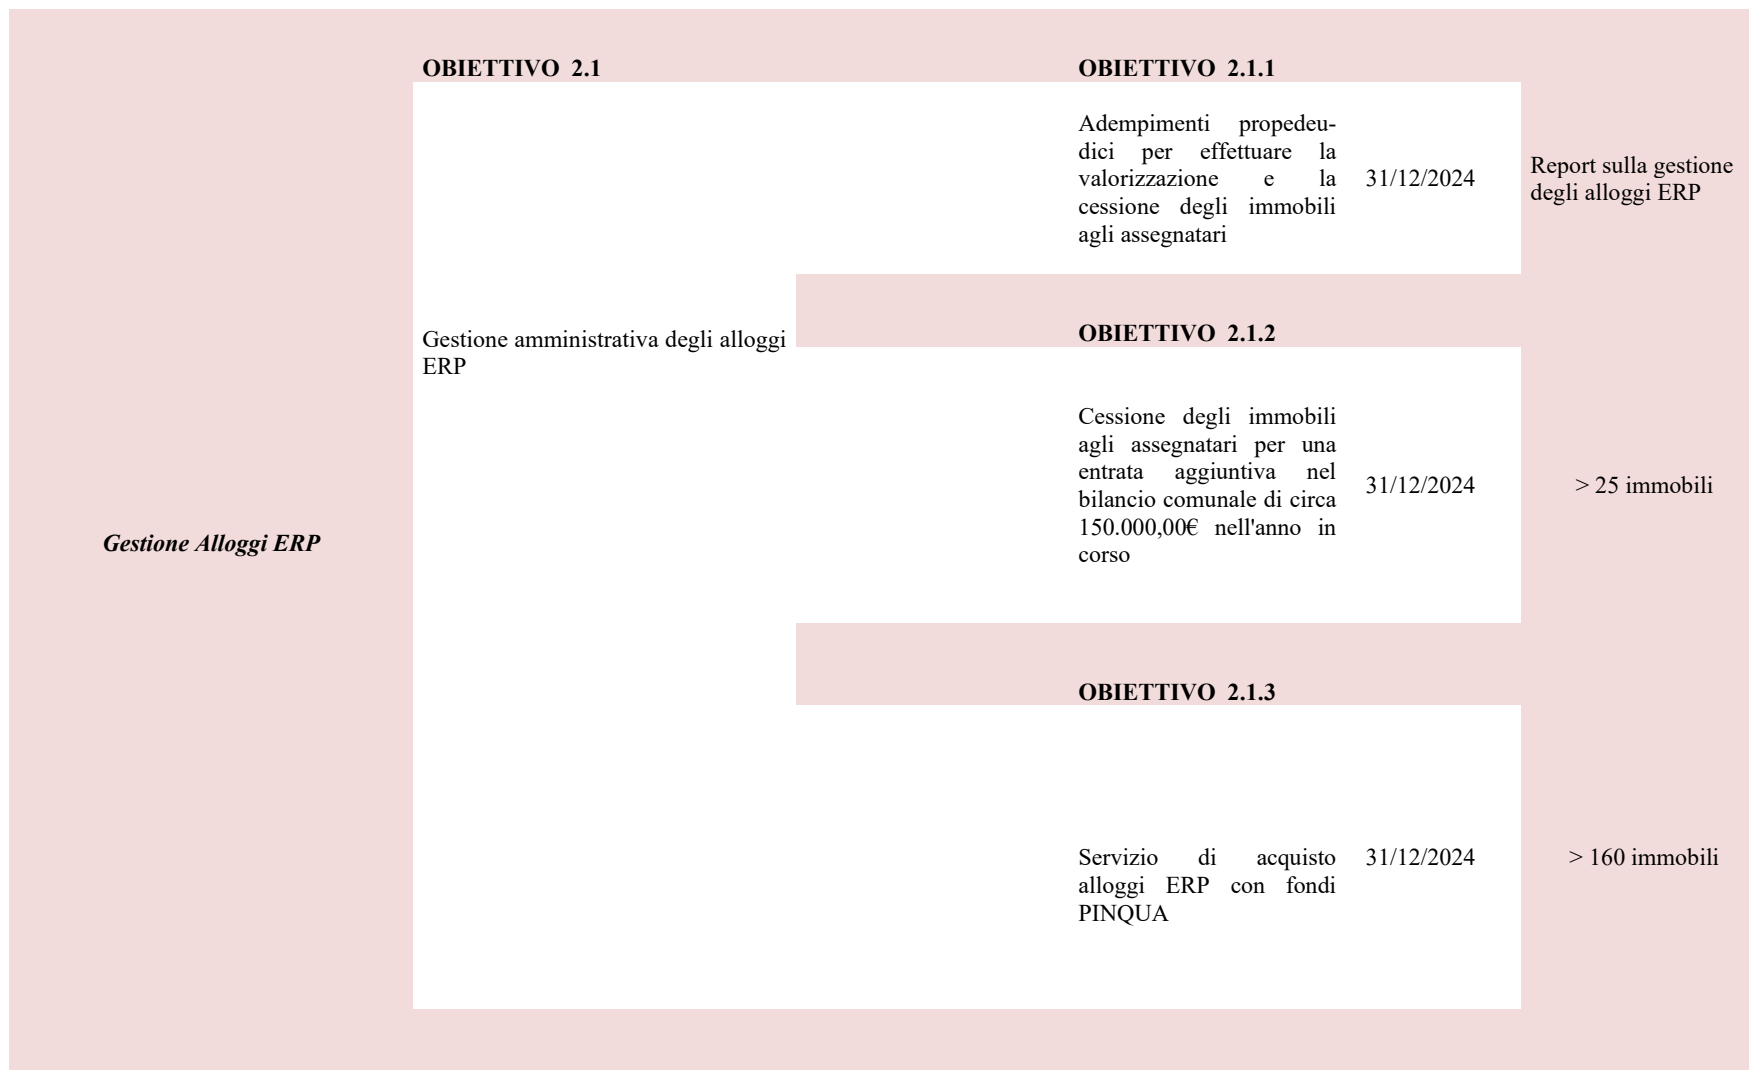 OBIETTIVO 2.1
OBIETTIVO 2.1.1
Adempimenti propedeu-
dici per effettuare la
valorizzazione e la
cessione degli immobili
agli assegnatari
31/12/2024
Report sulla gestione
degli alloggi ERP
Gestione amministrativa degli alloggi
ERP
OBIETTIVO 2.1.2
Cessione degli immobili
agli assegnatari per una
entrata aggiuntiva nel
bilancio comunale di circa
150.000,00€ nell'anno in
corso
31/12/2024
> 25 immobili
Gestione Alloggi ERP
OBIETTIVO 2.1.3
Servizio di acquisto
alloggi ERP con fondi
PINQUA
31/12/2024
> 160 immobili